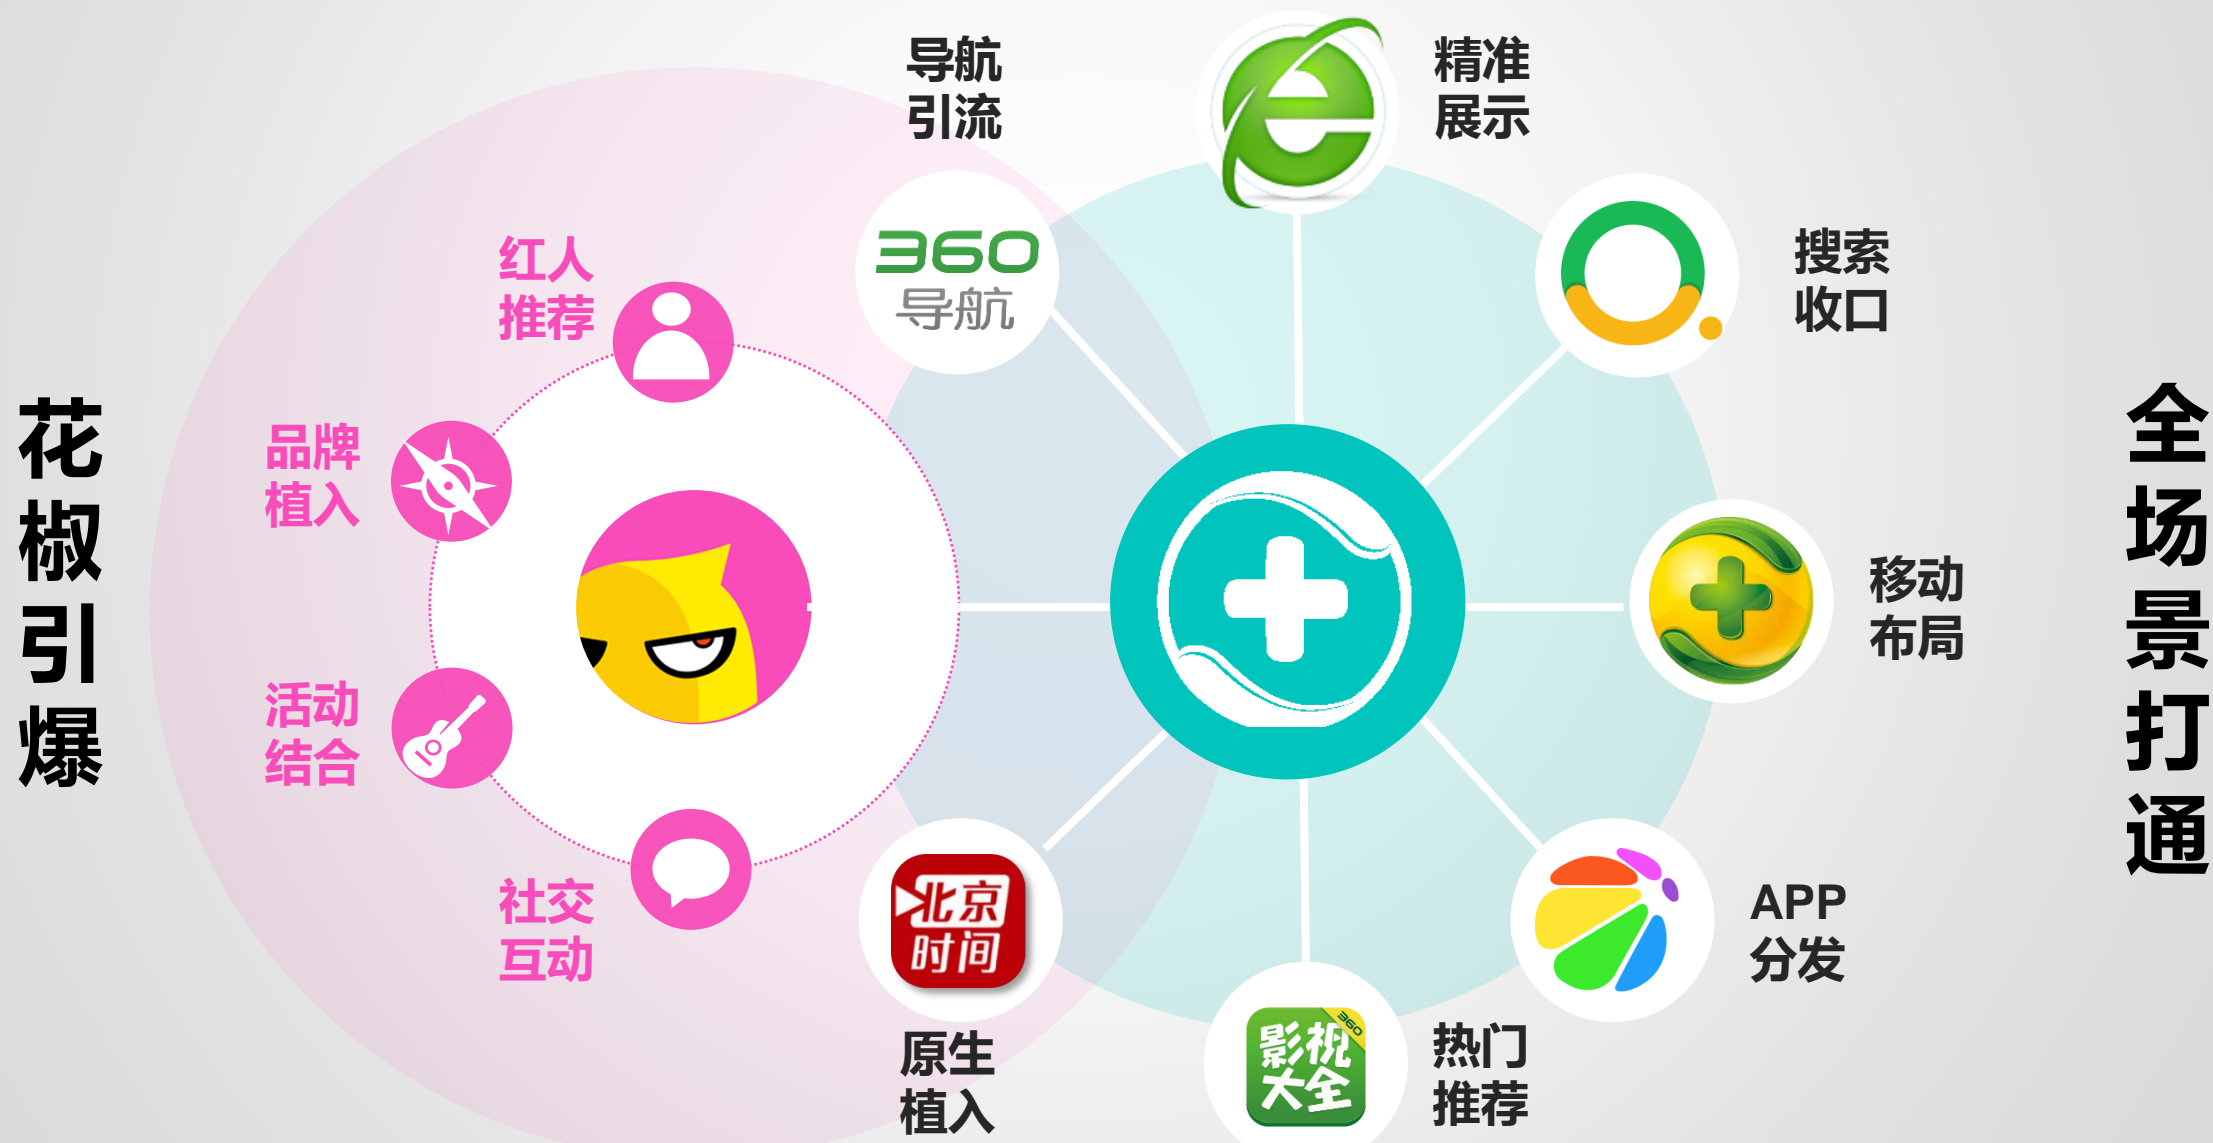 花椒引爆
红人
推荐
品牌
植入
活动
结合
社交
互动
导航
引流
360
导航
精准
展示
搜索
收口
移动
布局
APP
分发
360
影视
大全
热门
推荐
北京
时间
原生
植入
全场景打通